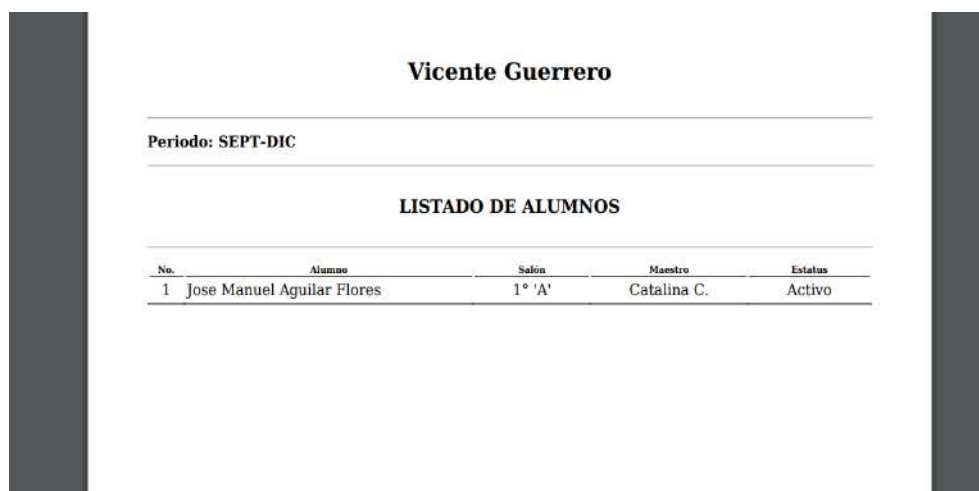 Vicente Guerrero
Periodo: SEPT-DIC
LISTADO DE ALUMNOS
No. Alumno Salón Maestro Estatus
1 Jose Manuel Aguilar Flores 1° 'A' Catalina C. Activo